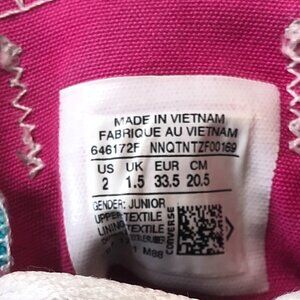 MADE IN VIETNAM
FABRIQUE AU VIETNAM
646172F NNQTNTZF00169
US UK EUR CM
2 1.5 33.5 20.5
GENDER: JUNIOR
UPPER TEXTILE
LINING TEXTILE
CONVERSE
M88